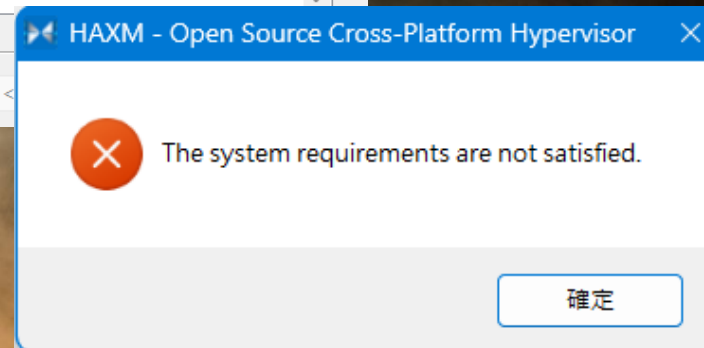 HAXM - Open Source Cross-Platform Hypervisor
The system requirements are not satisfied.
確定